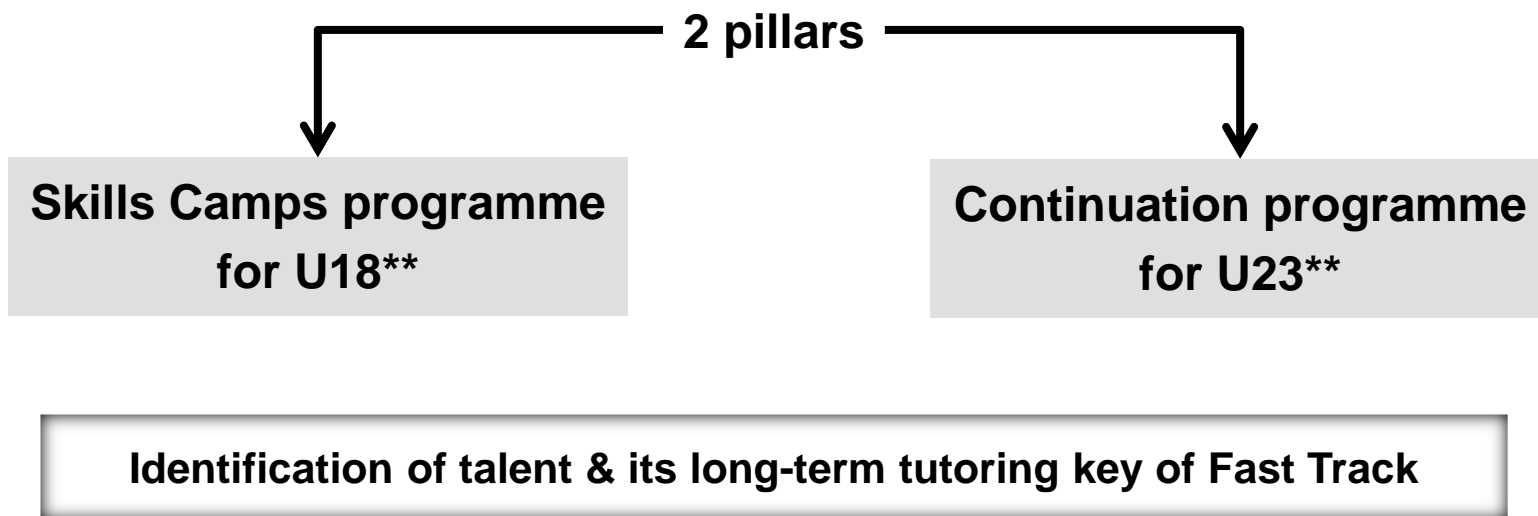 2 pillars
Skills Camps programme
for U18**
Continuation programme
for U23**
Identification of talent & its long-term tutoring key of Fast Track